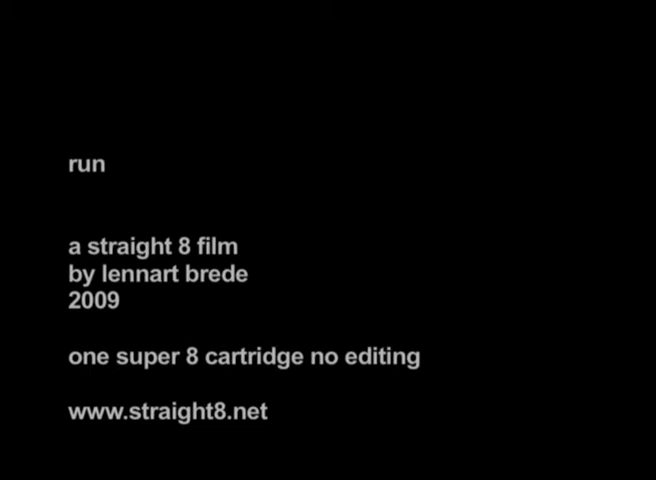 run
a straight 8 film
by lennart brede
2009
one super 8 cartridge no editing
www.straight8.net